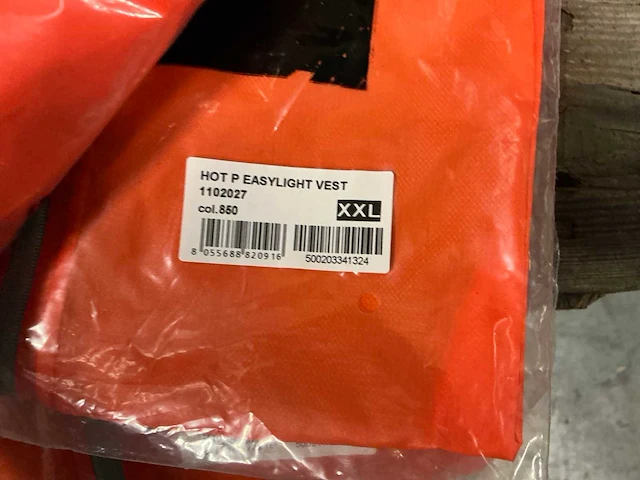 HOT P EASYLIGHT VEST
1102027
col.850
XXL
8 055688 820916
500203341324